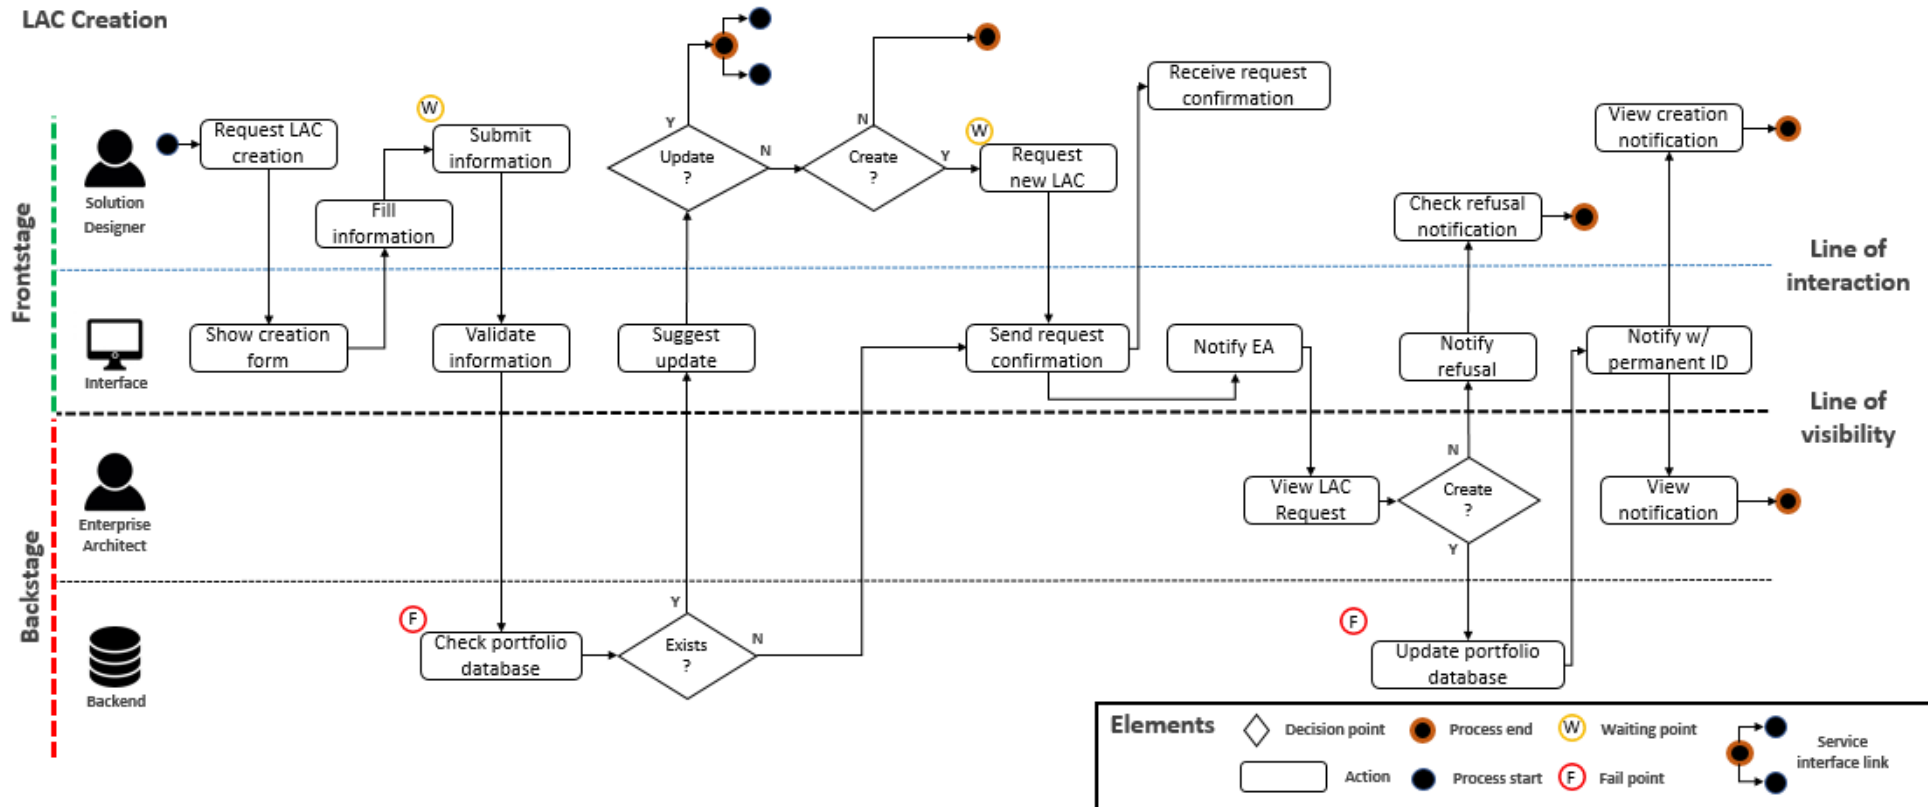 LAC Creation
Frontstage
Backstage
Solution
Designer
Interface
Enterprise
Architect
Backend
Request LAC
creation
Show creation
form
Fill
information
W
Submit
information
Validate
information
F
Check portfolio
database
Exists
?
Y
N
Suggest
update
Update
?
Y
N
Create
?
N
Y
W
Request
new LAC
Send request
confirmation
Receive request
confirmation
Notify EA
View LAC
Request
Create
?
N
Y
Notify
refusal
Check refusal
notification
F
Update portfolio
database
Notify w/
permanent ID
View creation
notification
View
notification
Line of
interaction
Line of
visibility
Elements
Decision point
Process end
W
Waiting point
Service
interface link
Action
Process start
F
Fail point